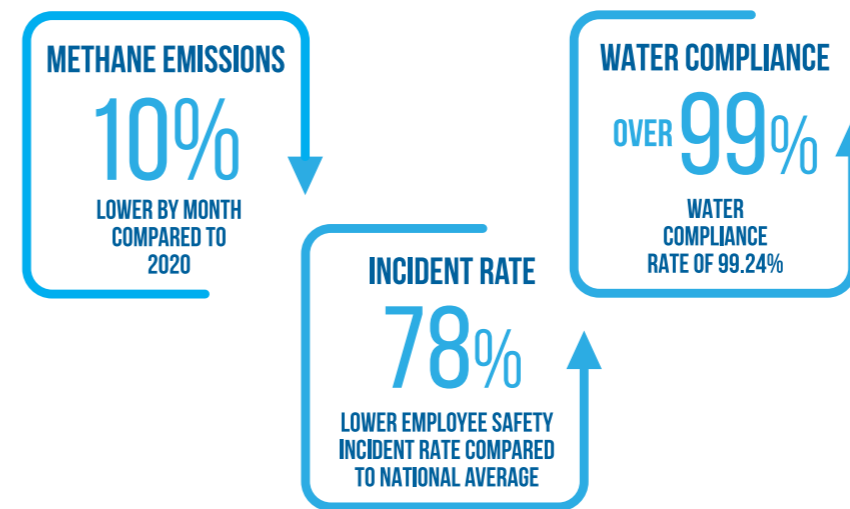 METHANE EMISSIONS
10%
LOWER BY MONTH
COMPARED TO
2020
INCIDENT RATE
78%
LOWER EMPLOYEE SAFETY
INCIDENT RATE COMPARED
TO NATIONAL AVERAGE
WATER COMPLIANCE
OVER 99%
WATER
COMPLIANCE
RATE OF 99.24%